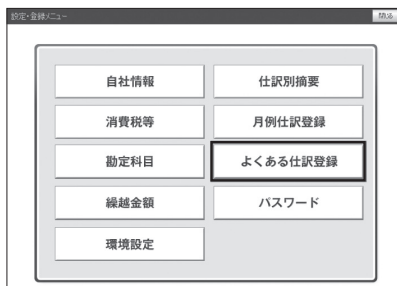 設定・登録メニュー
閉じる
自社情報
仕訳別摘要
消費税等
月例仕訳登録
勘定科目
よくある仕訳登録
繰越金額
パスワード
環境設定